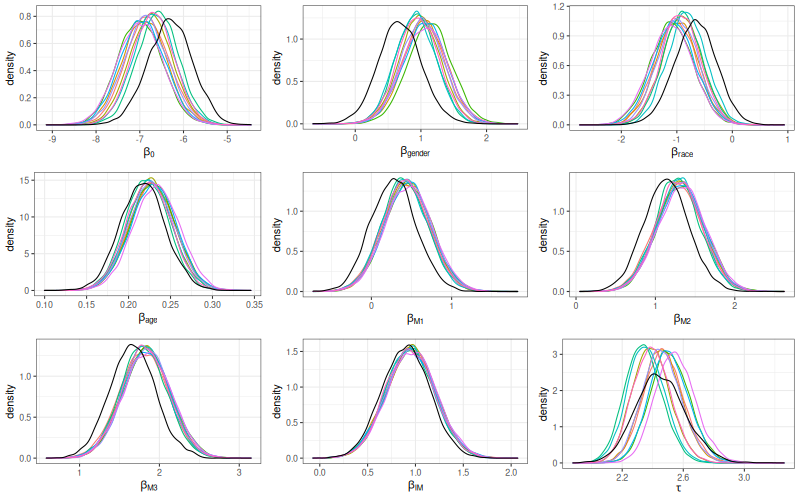 density
0.8
0.6
0.4
0.2
0.0
-9 -8 -7 -6 -5
β0
density
1.0
0.5
0.0
0 1 2
βgender
density
1.2
0.9
0.6
0.3
0.0
-2 -1 0 1
βrace
density
15
10
5
0
0.10 0.15 0.20 0.25 0.30 0.35
βage
density
1.0
0.5
0.0
0 1
βM1
density
1.0
0.5
0.0
0 1 2
βM2
density
1.0
0.5
0.0
1 2 3
βM3
density
1.5
1.0
0.5
0.0
0.0 0.5 1.0 1.5 2.0
βIM
density
3
2
1
0
2.2 2.6 3.0
τ